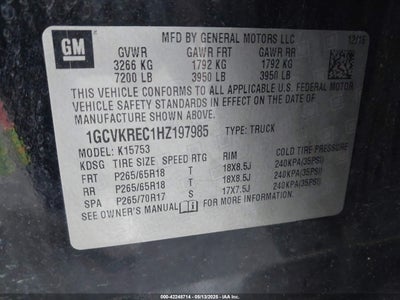 GM
MFD BY GENERAL MOTORS LLC
12/16
GVWR GAWR FRT GAWR RR
3266 KG 1792 KG 1792 KG
7200 LB 3950 LB 3950 LB
THIS VEHICLE CONFORMS TO ALL APPLICABLE U.S. FEDERAL MOTOR
VEHICLE SAFETY STANDARDS IN EFFECT ON THE DATE OF
MANUFACTURE SHOWN ABOVE.
1GCVKREC1HZ197985 TYPE: TRUCK
MODEL: K15753
KDSG TIRE SIZE SPEED RTG RIM COLD TIRE PRESSURE
FRT P265/65R18 T 18X8.5J 240KPA(35PSI)
RR P265/65R18 T 18X8.5J 240KPA(35PSI)
SPA P265/70R17 S 17X7.5J 240KPA(35PSI)
SEE OWNER'S MANUAL FOR ADDITIONAL INFORMATION.
© IAA - 42248714 - 05/13/2025 - US